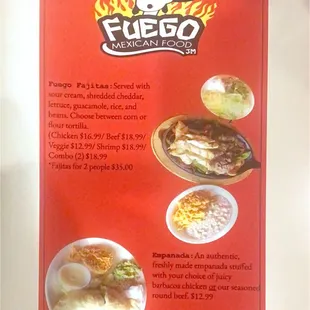 FUEGO
MEXICAN FOOD
JM
Fuego Fajitas:Served with
sour cream, shredded cheddar,
lettuce, guacamole, rice, and
beans. Choose between corn or
flour tortilla.
(Chicken $16.99/ Beef $18.99/
Veggie $12.99/ Shrimp $18.99/
Combo (2) $18.99
*Fajitas for 2 people $35.00
Empanada:An authentic,
freshly made empanada stuffed
with your choice of juicy
barbacoa chicken or our seasoned
round beef. $12.99